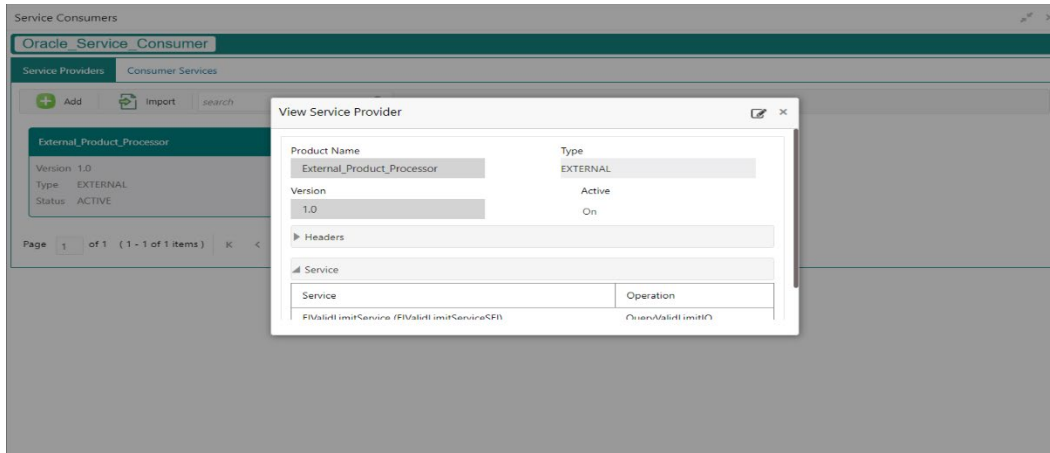 Service Consumers
Oracle_Service_Consumer
Service Providers Consumer Services
Add Import search
External_Product_Processor
Version 1.0
Type EXTERNAL
Status ACTIVE
Page 1 of 1 (1 - 1 of 1 items)
View Service Provider
Product Name Type
External_Product_Processor EXTERNAL
Version Active
1.0 On
Headers
Service
Service Operation
QueryValidLimitIO